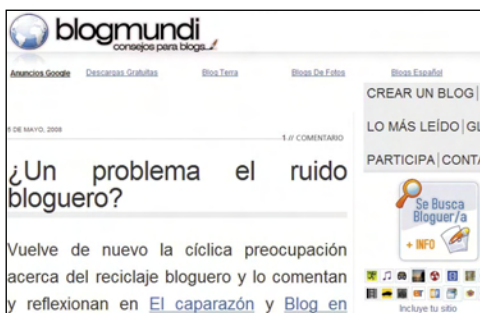 blogmundi
consejos para blogs
Anuncios Google Descargas Gratuitas Blog Terra Blogs De Fotos Blogs Español
CREAR UN BLOG|
LO MÁS LEÍDO|GL
PARTICIPA|CONTA
5 DE MAYO, 2008
1 // COMENTARIO
¿Un problema el ruido
bloguero?
Vuelve de nuevo la cíclica preocupación
acerca del reciclaje bloguero y lo comentan
y reflexionan en El caparazón y Blog en
Se Busca
Bloguer/a
+ INFO
Incluye tu sitio